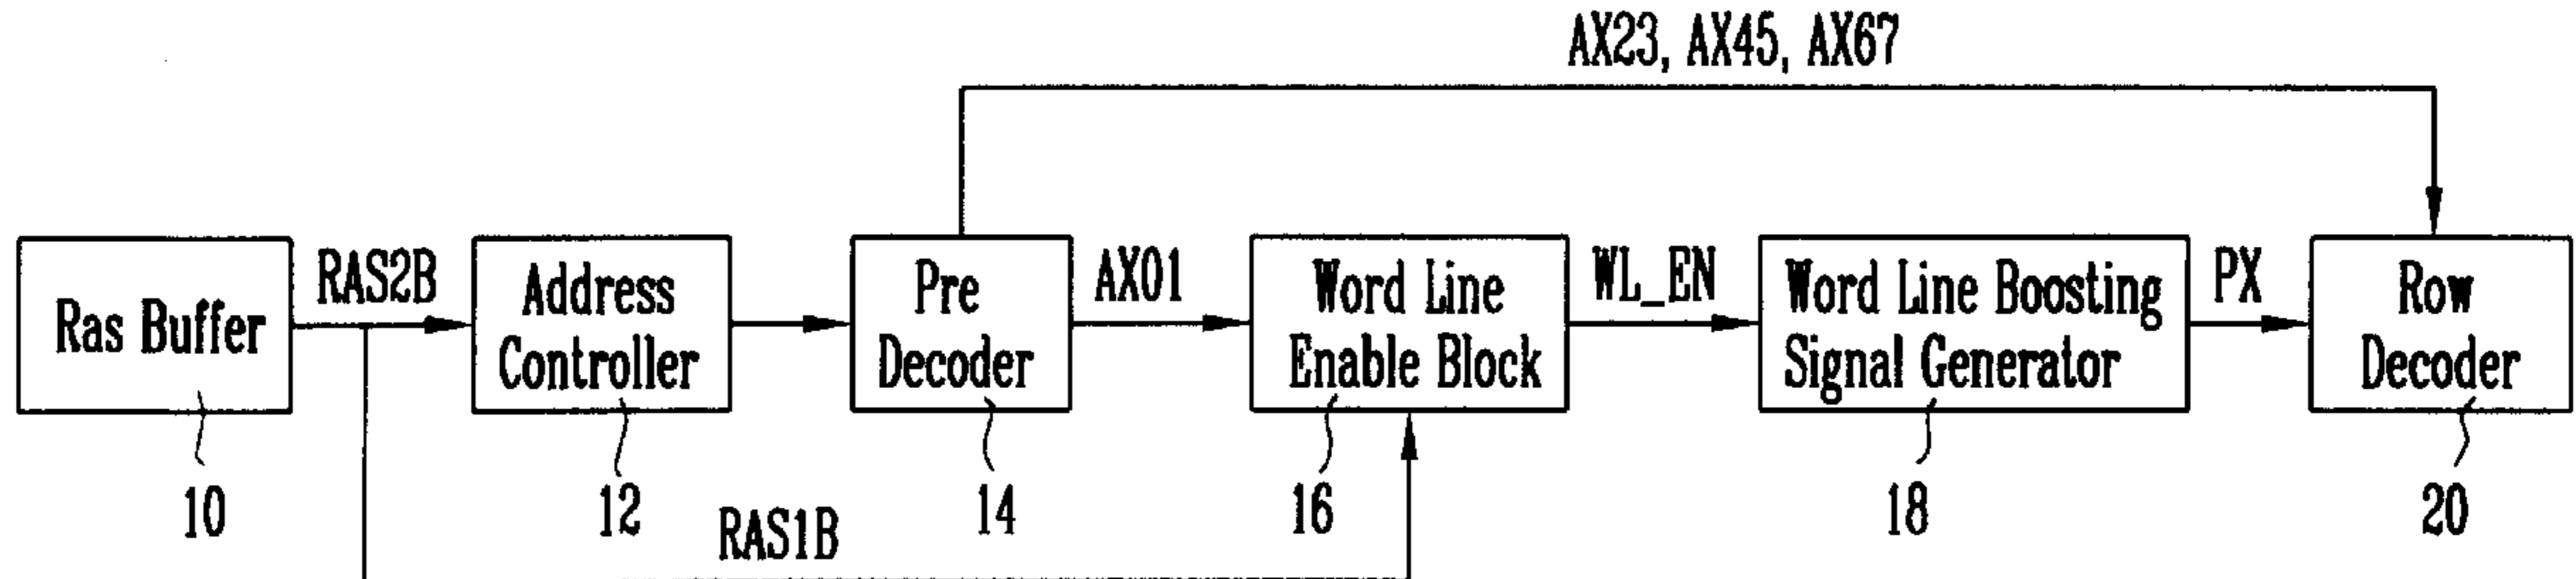 AX23, AX45, AX67
Ras Buffer
RAS2B
Address
Controller
Pre
Decoder
AX01
Word Line
Enable Block
WL_EN
Word Line Boosting
Signal Generator
PX
Row
Decoder
10
12
14
16
18
20
RAS1B